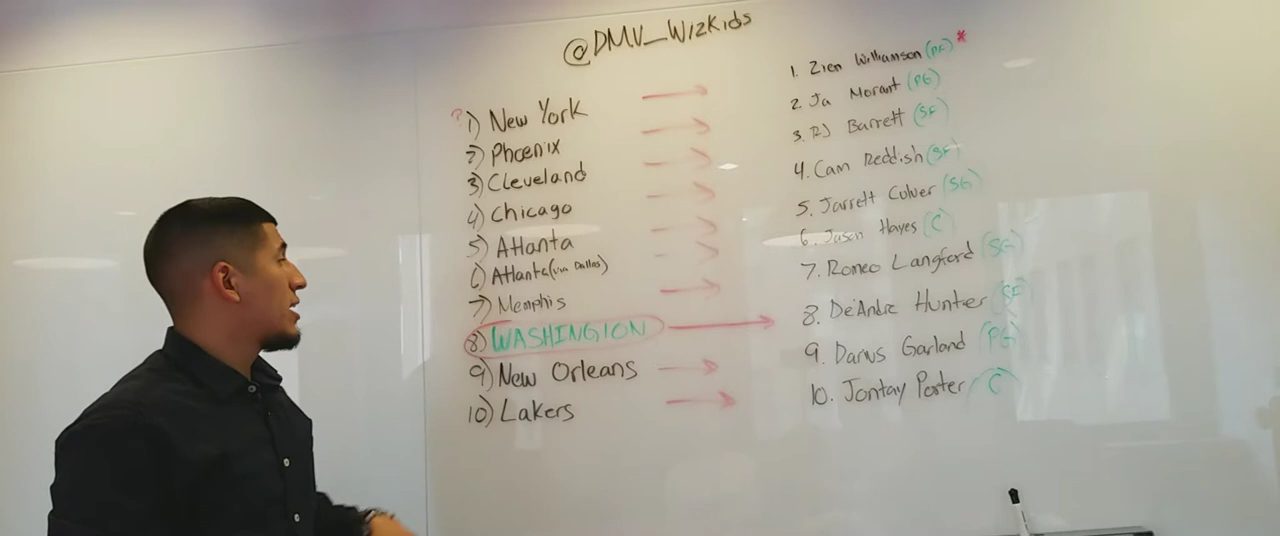 @DMV_WizKids
? 1) New York
2) Phoenix
3) Cleveland
4) Chicago
5) Atlanta
6) Atlanta (via Dallas)
7) Memphis
8) WASHINGTON
9) New Orleans
10) Lakers
1. Zion Williamson (PF) *
2. Ja Morant (PG)
3. RJ Barrett (SF)
4. Cam Reddish (SF)
5. Jarrett Culver (SG)
6. Jaxson Hayes (C)
7. Romeo Langford (SG)
8. De'Andre Hunter (SF)
9. Darius Garland (PG)
10. Jontay Porter (C)